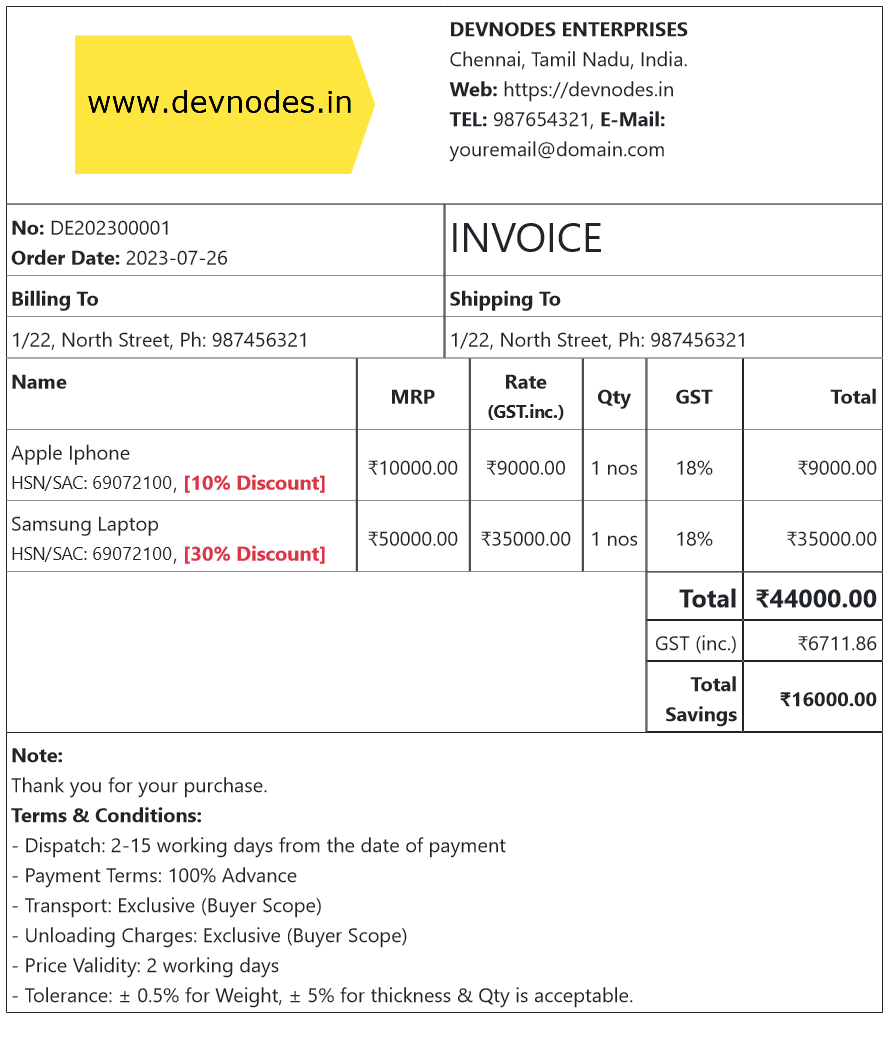 www.devnodes.in
DEVNODES ENTERPRISES
Chennai, Tamil Nadu, India.
Web: https://devnodes.in
TEL: 987654321, E-Mail:
youremail@domain.com
No: DE202300001
Order Date: 2023-07-26
INVOICE
Billing To
Shipping To
1/22, North Street, Ph: 987456321
1/22, North Street, Ph: 987456321
Name MRP Rate (GST.inc.) Qty GST Total
Apple Iphone
HSN/SAC: 69072100, [10% Discount] ₹10000.00 ₹9000.00 1 nos 18% ₹9000.00
Samsung Laptop
HSN/SAC: 69072100, [30% Discount] ₹50000.00 ₹35000.00 1 nos 18% ₹35000.00
Total ₹44000.00
GST (inc.) ₹6711.86
Total Savings ₹16000.00
Note:
Thank you for your purchase.
Terms & Conditions:
- Dispatch: 2-15 working days from the date of payment
- Payment Terms: 100% Advance
- Transport: Exclusive (Buyer Scope)
- Unloading Charges: Exclusive (Buyer Scope)
- Price Validity: 2 working days
- Tolerance: ± 0.5% for Weight, ± 5% for thickness & Qty is acceptable.